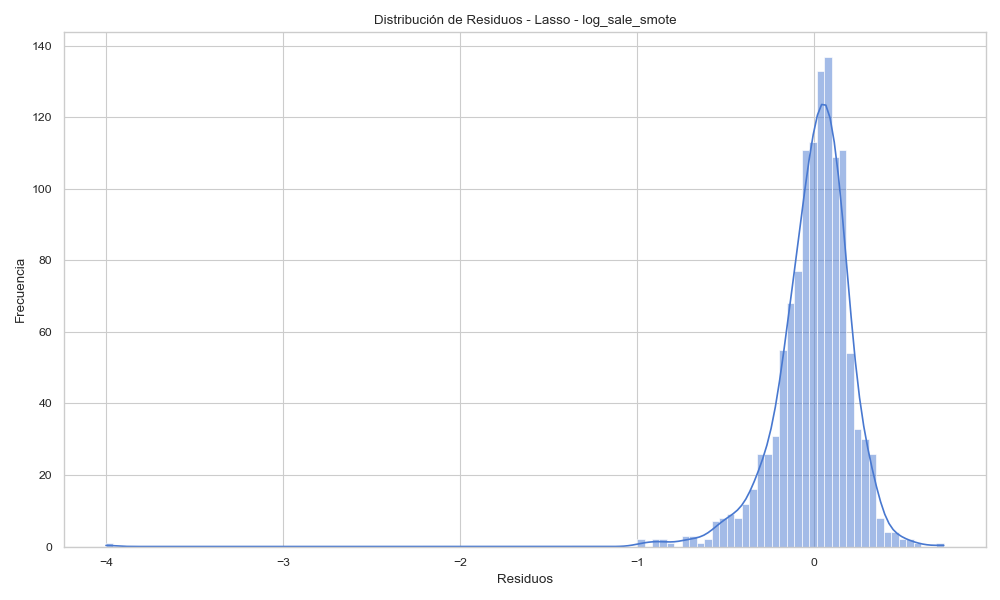 Distribución de Residuos - Lasso - log_sale_smote
140
120
100
80
60
40
20
0
Frecuencia
−4 −3 −2 −1 0
Residuos